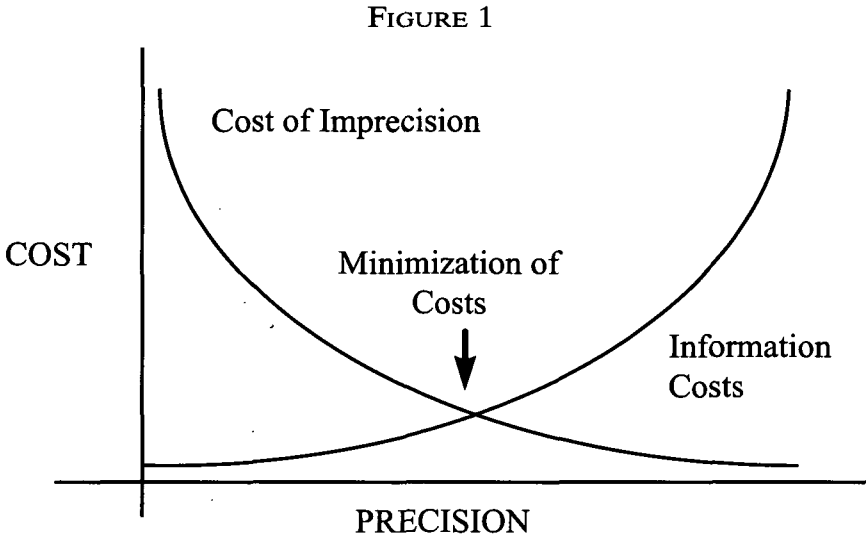 FIGURE 1
Cost of Imprecision
COST
Minimization of
Costs
Information
Costs
PRECISION